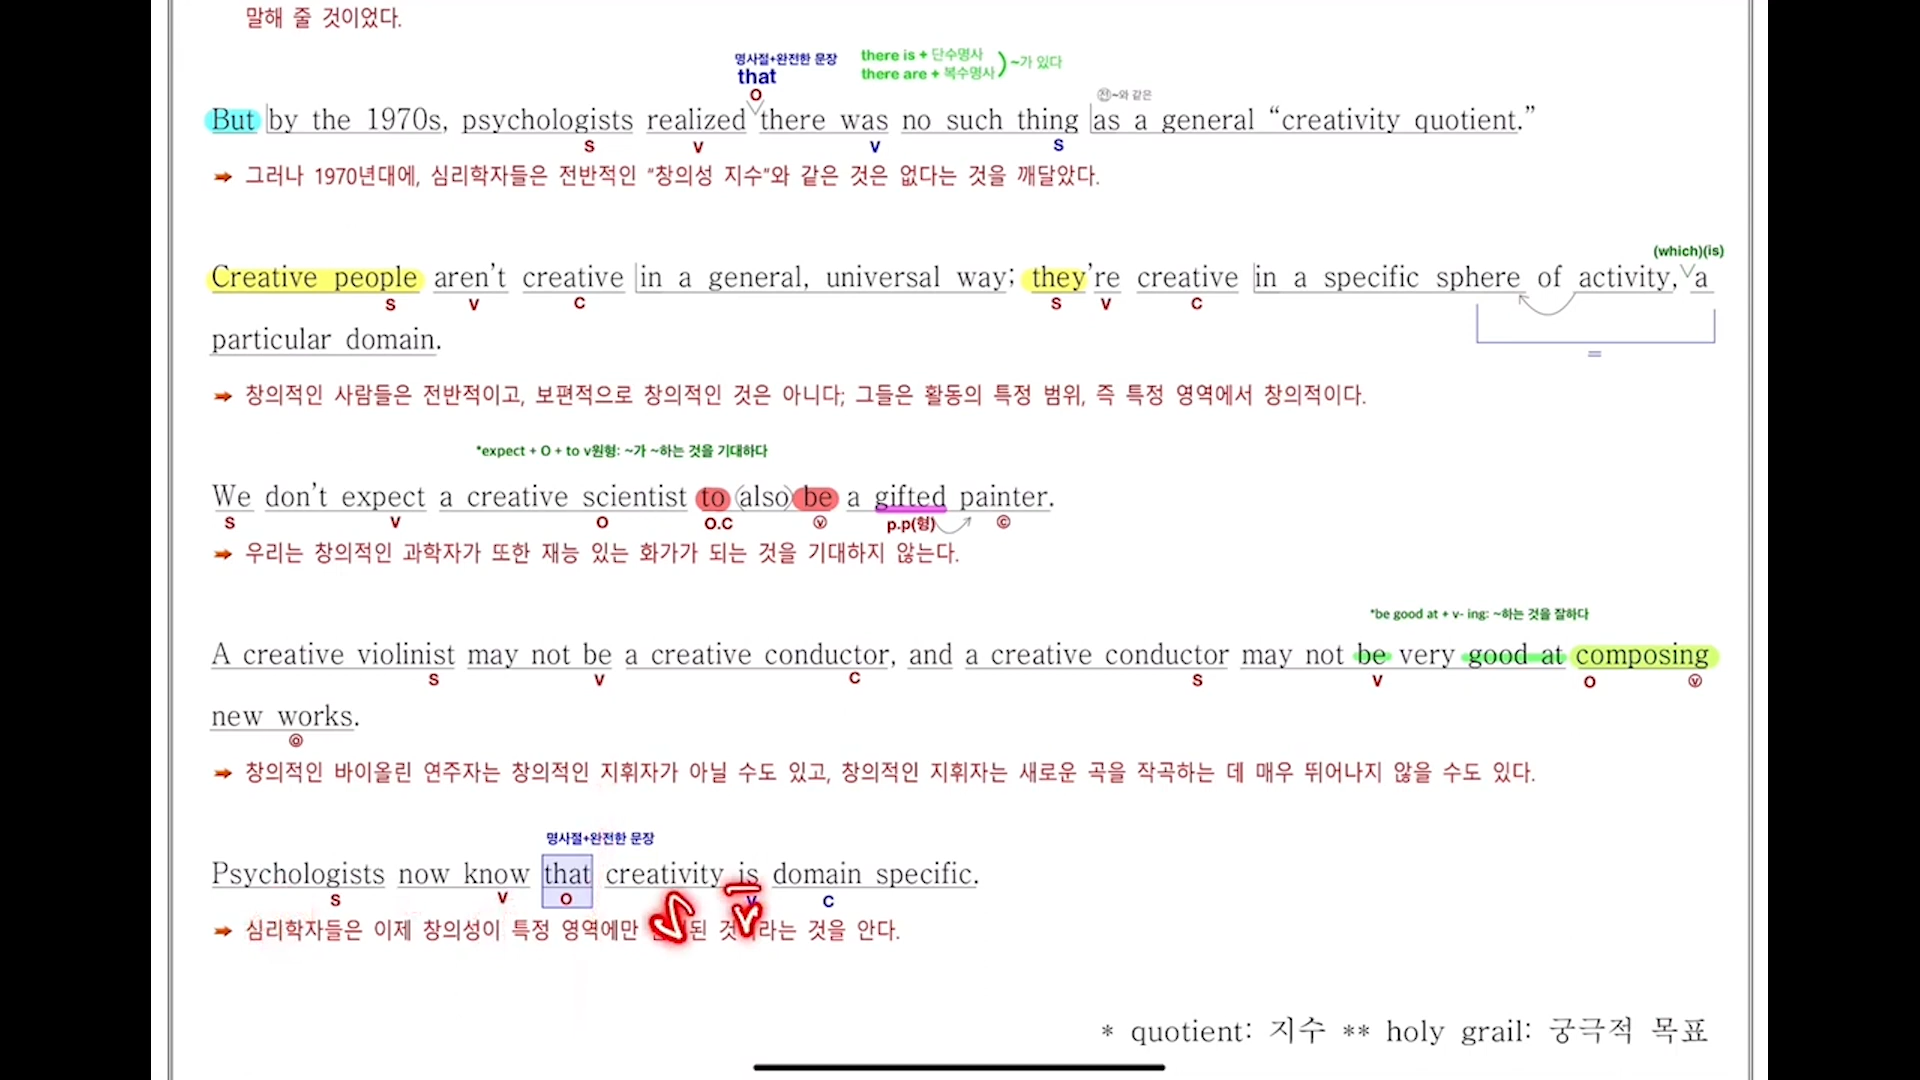 말해 줄 것이었다.
명사절+완전한 문장
that
there is + 단수명사
there are + 복수명사
~가 있다
O
전 ~와 같은
But by the 1970s, psychologists realized there was no such thing as a general “creativity quotient.”
S V V S
➡ 그러나 1970년대에, 심리학자들은 전반적인 “창의성 지수”와 같은 것은 없다는 것을 깨달았다.
(which)(is)
Creative people aren’t creative in a general, universal way; they’re creative in a specific sphere of activity, a
S V C S V C
particular domain.
=
➡ 창의적인 사람들은 전반적이고, 보편적으로 창의적인 것은 아니다; 그들은 활동의 특정 범위, 즉 특정 영역에서 창의적이다.
*expect + O + to v원형: ~가 ~하는 것을 기대하다
We don’t expect a creative scientist to (also) be a gifted painter.
S V O O.C ⓥ p.p(형) ⓒ
➡ 우리는 창의적인 과학자가 또한 재능 있는 화가가 되는 것을 기대하지 않는다.
*be good at + v- ing: ~하는 것을 잘하다
A creative violinist may not be a creative conductor, and a creative conductor may not be very good at composing
S V C S V O ⓥ
new works.
ⓞ
➡ 창의적인 바이올린 연주자는 창의적인 지휘자가 아닐 수도 있고, 창의적인 지휘자는 새로운 곡을 작곡하는 데 매우 뛰어나지 않을 수도 있다.
명사절+완전한 문장
Psychologists now know that creativity is domain specific.
S V O S V C
➡ 심리학자들은 이제 창의성이 특정 영역에만 된 것 라는 것을 안다.
* quotient: 지수 ** holy grail: 궁극적 목표